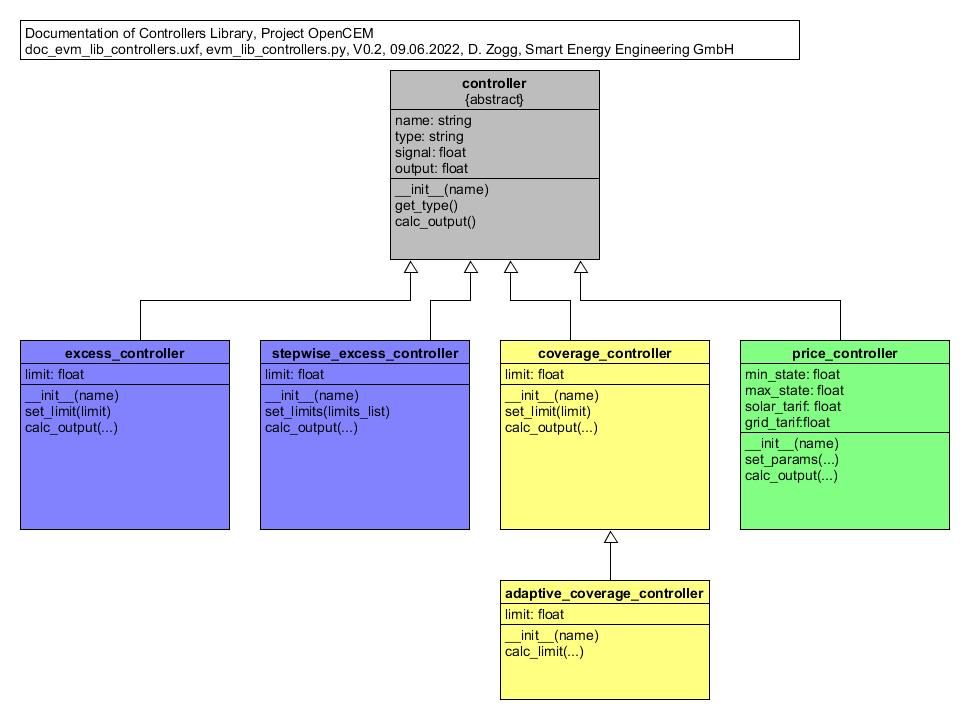 Documentation of Controllers Library, Project OpenCEM
doc_evm_lib_controllers.uxf, evm_lib_controllers.py, V0.2, 09.06.2022, D. Zogg, Smart Energy Engineering GmbH
controller
{abstract}
name: string
type: string
signal: float
output: float
__init__(name)
get_type()
calc_output()
excess_controller
limit: float
__init__(name)
set_limit(limit)
calc_output(...)
stepwise_excess_controller
limit: float
__init__(name)
set_limits(limits_list)
calc_output(...)
coverage_controller
limit: float
__init__(name)
set_limit(limit)
calc_output(...)
price_controller
min_state: float
max_state: float
solar_tarif: float
grid_tarif:float
__init__(name)
set_params(...)
calc_output(...)
adaptive_coverage_controller
limit: float
__init__(name)
calc_limit(...)